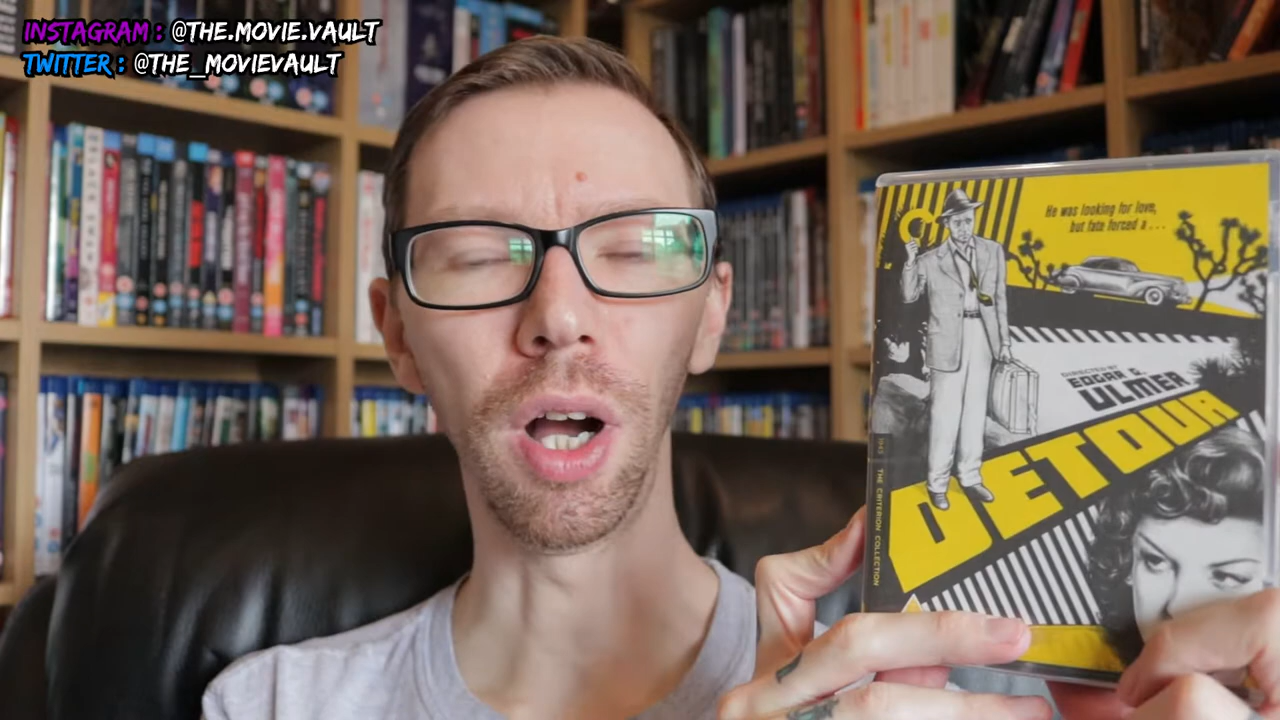 INSTAGRAM : @THE.MOVIE.VAULT
TWITTER : @THE_MOVIEVAULT
He was looking for love,
but fate forced a...
DIRECTED BY
EDGAR G.
ULMER
DETOUR
THE CRITERION COLLECTION